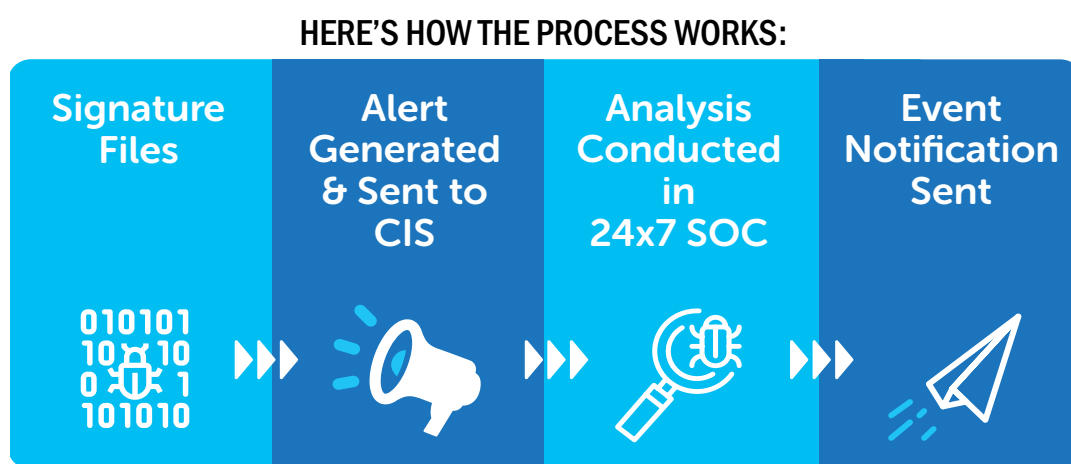 HERE'S HOW THE PROCESS WORKS:
Signature
Files
Alert
Generated
& Sent to
CIS
Analysis
Conducted
in
24x7 SOC
Event
Notification
Sent
010101
10 10
0 1
101010